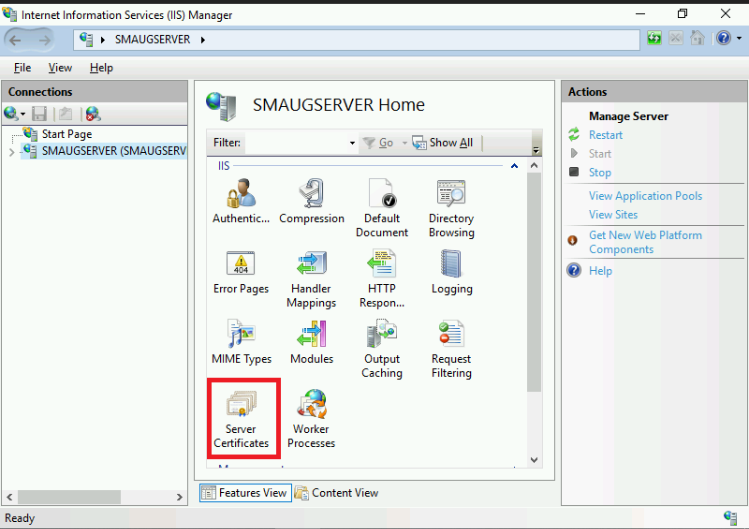 Internet Information Services (IIS) Manager
SMAUGSERVER
File View Help
Connections
Start Page
SMAUGSERVER (SMAUGSERV
SMAUGSERVER Home
Filter: Go Show All
IIS
Authentic... Compression Default Document Directory Browsing
Error Pages Handler Mappings HTTP Respon... Logging
404
MIME Types Modules Output Caching Request Filtering
Server Certificates Worker Processes
Features View Content View
Actions
Manage Server
Restart
Start
Stop
View Application Pools
View Sites
Get New Web Platform
Components
Help
Ready